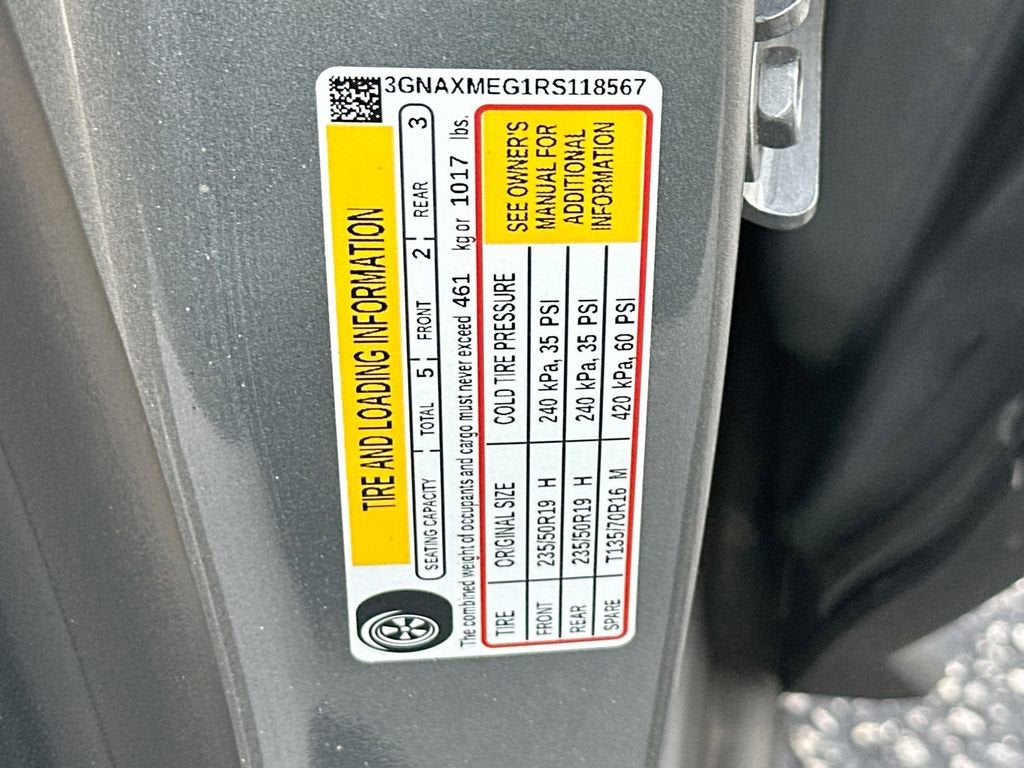 3GNAXMEG1RS118567
TIRE AND LOADING INFORMATION
SEATING CAPACITY TOTAL 5 FRONT 2 REAR 3
The combined weight of occupants and cargo must never exceed 461 kg or 1017 lbs.
TIRE ORIGINAL SIZE COLD TIRE PRESSURE
FRONT 235/50R19 H 240 kPa, 35 PSI
REAR 235/50R19 H 240 kPa, 35 PSI
SPARE T135/70R16 M 420 kPa, 60 PSI
SEE OWNER'S
MANUAL FOR
ADDITIONAL
INFORMATION